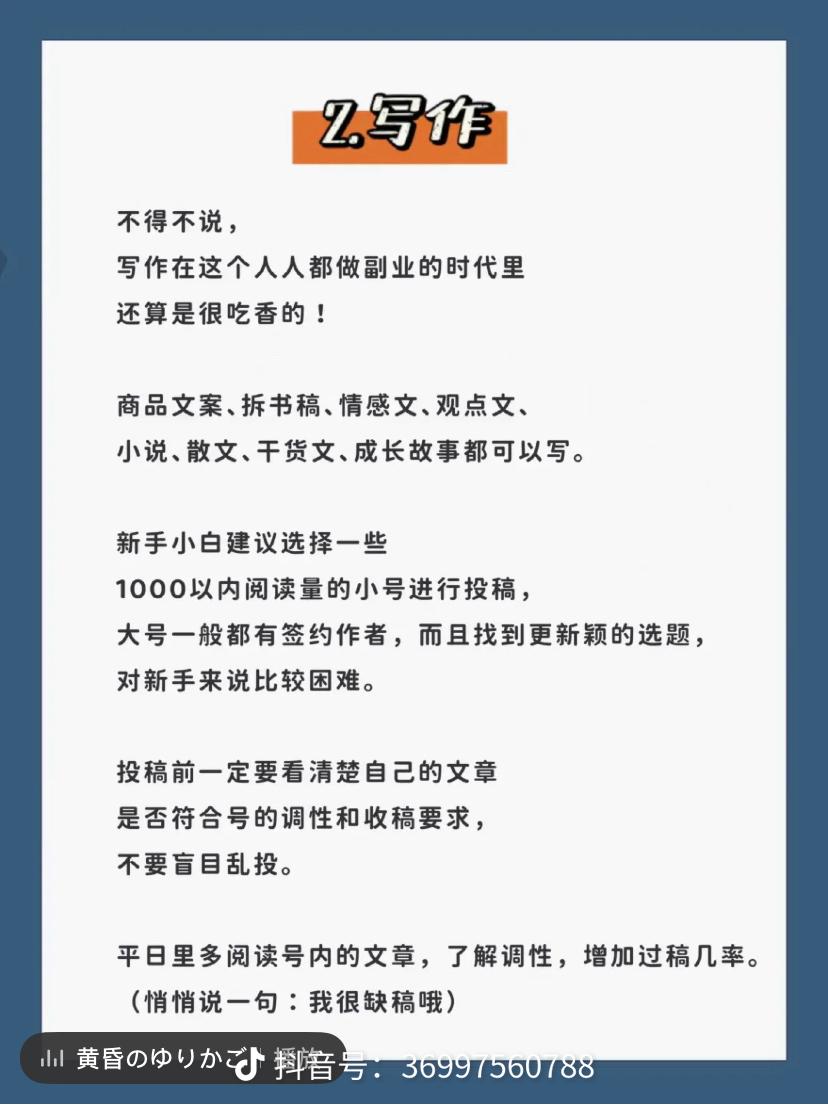 2.写作
不得不说，
写作在这个人人都做副业的时代里
还算是很吃香的！
商品文案、拆书稿、情感文、观点文、
小说、散文、干货文、成长故事都可以写。
新手小白建议选择一些
1000以内阅读量的小号进行投稿，
大号一般都有签约作者，而且找到更新颖的选题，
对新手来说比较困难。
投稿前一定要看清楚自己的文章
是否符合号的调性和收稿要求，
不要盲目乱投。
平日里多阅读号内的文章，了解调性，增加过稿几率。
（悄悄说一句：我很缺稿哦）
黄昏のゆりかご 播放
抖音号：36997560788